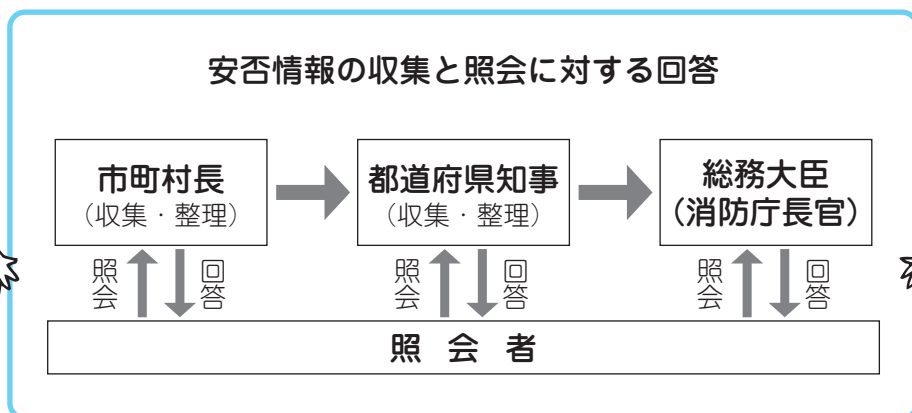 安否情報の収集と照会に対する回答
市町村長
（収集・整理）
都道府県知事
（収集・整理）
総務大臣
（消防庁長官）
照会
回答
照会
回答
照会
回答
照会者